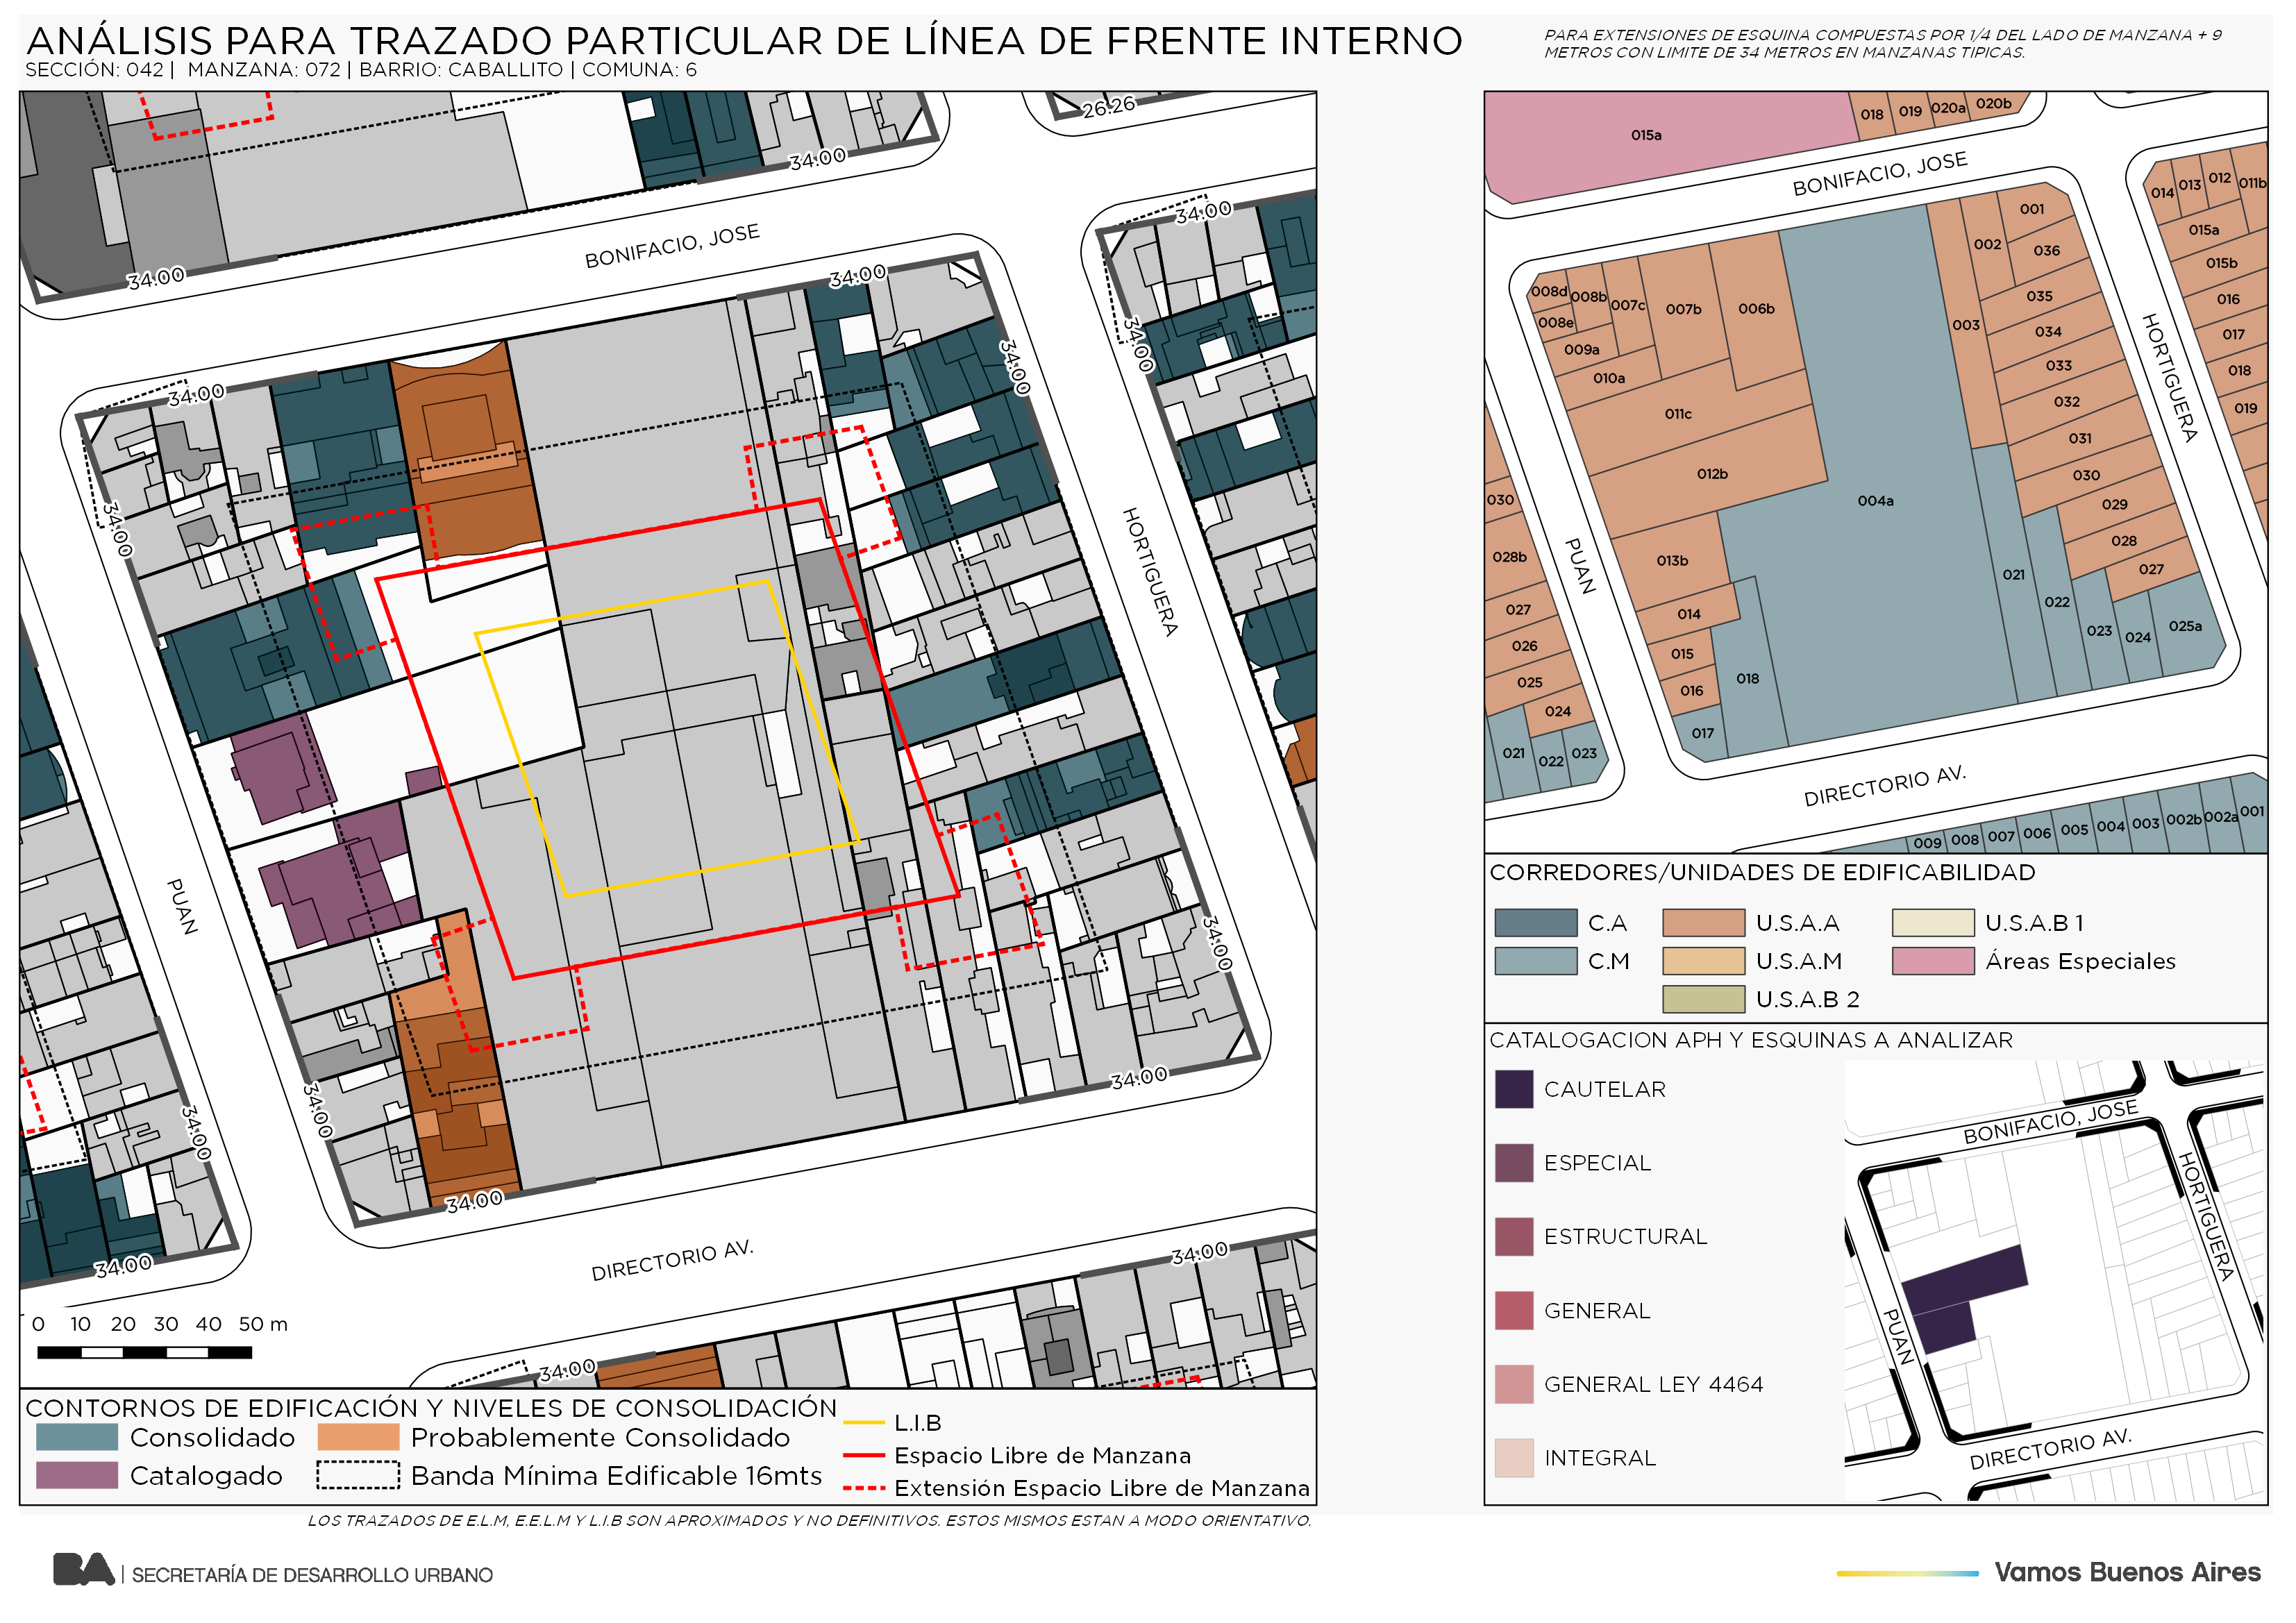 ANÁLISIS PARA TRAZADO PARTICULAR DE LÍNEA DE FRENTE INTERNO
SECCIÓN: 042 | MANZANA: 072 | BARRIO: CABALLITO | COMUNA: 6
PARA EXTENSIONES DE ESQUINA COMPUESTAS POR 1/4 DEL LADO DE MANZANA + 9
METROS CON LIMITE DE 34 METROS EN MANZANAS TIPICAS.
26.26
34.00
34.00
BONIFACIO, JOSE
34.00
34.00
34.00
34.00
34.00
34.00
HORTIGUERA
PUAN
34.00
34.00
34.00
34.00
34.00
34.00
DIRECTORIO AV.
34.00
34.00
0 10 20 30 40 50 m
CONTORNOS DE EDIFICACIÓN Y NIVELES DE CONSOLIDACIÓN
Consolidado
Probablemente Consolidado
Catalogado
Banda Mínima Edificable 16mts
L.I.B
Espacio Libre de Manzana
Extensión Espacio Libre de Manzana
LOS TRAZADOS DE E.L.M, E.E.L.M Y L.I.B SON APROXIMADOS Y NO DEFINITIVOS. ESTOS MISMOS ESTAN A MODO ORIENTATIVO.
015a
018
019
020a
020b
BONIFACIO, JOSE
014
013
012
011b
015a
015b
016
017
018
019
HORTIGUERA
001
002
036
003
035
034
033
032
031
030
029
028
027
008d
008b
008e
007c
007b
006b
009a
010a
011c
012b
004a
013b
014
015
016
017
018
021
022
023
024
025a
PUAN
030
028b
027
026
025
024
021
022
023
DIRECTORIO AV.
009
008
007
006
005
004
003
002b
002a
001
CORREDORES/UNIDADES DE EDIFICABILIDAD
C.A
U.S.A.A
U.S.A.B 1
C.M
U.S.A.M
Áreas Especiales
U.S.A.B 2
CATALOGACION APH Y ESQUINAS A ANALIZAR
CAUTELAR
ESPECIAL
ESTRUCTURAL
GENERAL
GENERAL LEY 4464
INTEGRAL
BONIFACIO, JOSE
HORTIGUERA
PUAN
DIRECTORIO AV.
BA | SECRETARÍA DE DESARROLLO URBANO
Vamos Buenos Aires